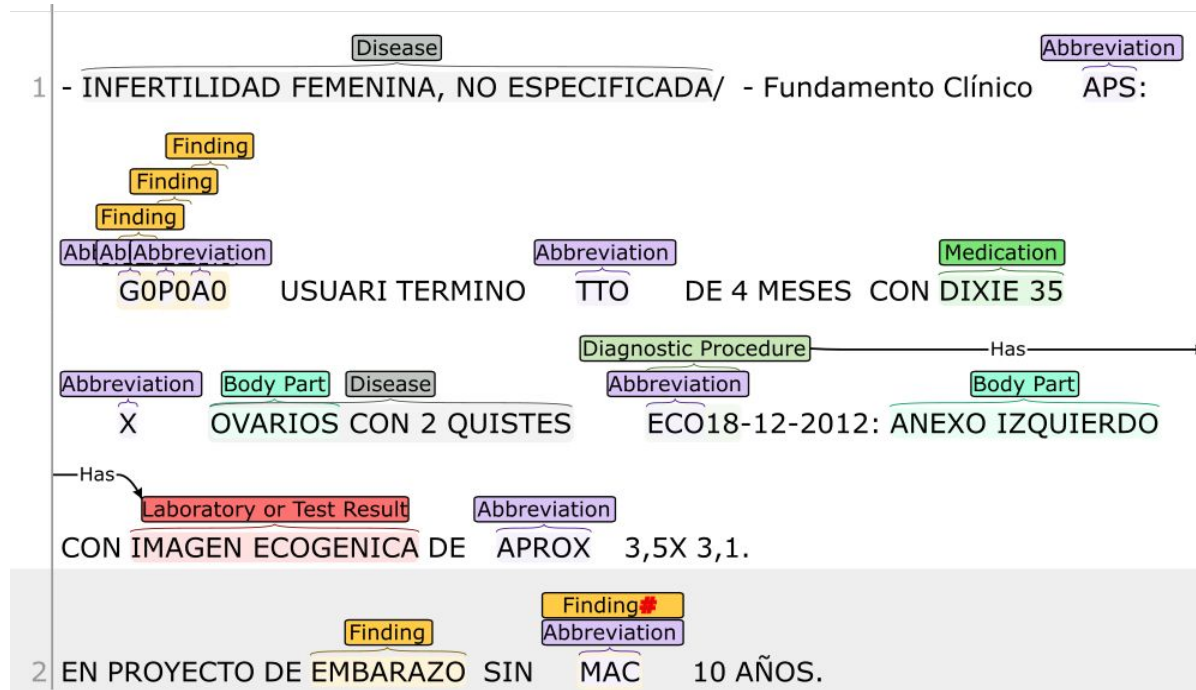 Disease Abbreviation
1 - INFERTILIDAD FEMENINA, NO ESPECIFICADA/ - Fundamento Clínico APS:
Finding
Finding
Finding
Abbreviation Abbreviation Medication
G0P0A0 USUARI TERMINO TTO DE 4 MESES CON DIXIE 35
Diagnostic Procedure Has
Abbreviation Body Part Disease Abbreviation Body Part
X OVARIOS CON 2 QUISTES ECO18-12-2012: ANEXO IZQUIERDO
Has
Laboratory or Test Result Abbreviation
CON IMAGEN ECOGENICA DE APROX 3,5X 3,1.
Finding#
Finding Abbreviation
2 EN PROYECTO DE EMBARAZO SIN MAC 10 AÑOS.